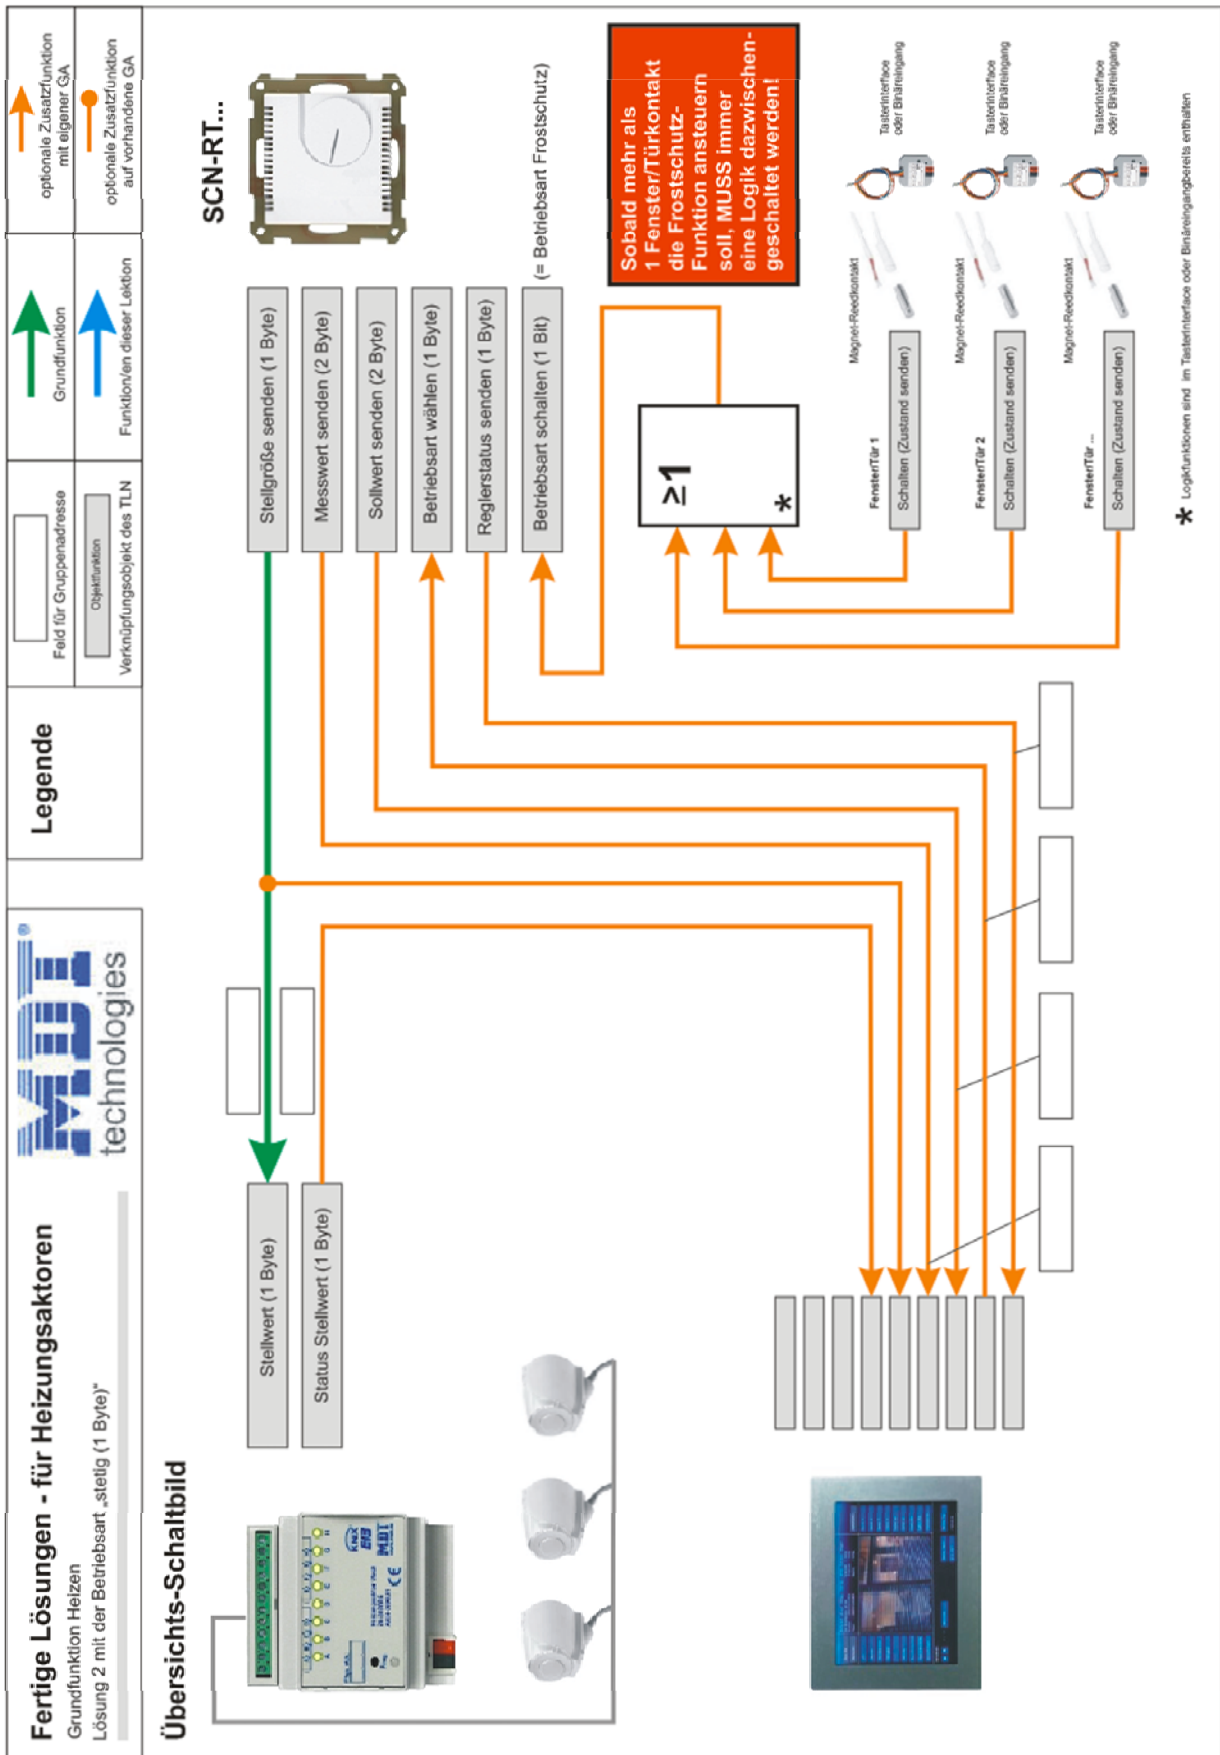 Fertige Lösungen - für Heizungsaktoren
Grundfunktion Heizen
Lösung 2 mit der Betriebsart „stetig (1 Byte)"
MDT
technologies
Legende
Feld für Gruppenadresse
Objektfunktion
Verknüpfungsobjekt des TLN
Grundfunktion
Funktion/en dieser Lektion
optionale Zusatzfunktion
mit eigener GA
optionale Zusatzfunktion
auf vorhandene GA
Übersichts-Schaltbild
SCN-RT...
Stellwert (1 Byte)
Status Stellwert (1 Byte)
Stellgröße senden (1 Byte)
Messwert senden (2 Byte)
Sollwert senden (2 Byte)
Betriebsart wählen (1 Byte)
Reglerstatus senden (1 Byte)
Betriebsart schalten (1 Bit)
(= Betriebsart Frostschutz)
Sobald mehr als
1 Fenster/Türkontakt
die Frostschutz-
Funktion ansteuern
soll, MUSS immer
eine Logik dazwischen-
geschaltet werden!
≥1
*
Fenster/Tür 1
Schalten (Zustand senden)
Magnet-Reedkontakt
Tasterinterface
oder Binäreingang
Fenster/Tür 2
Schalten (Zustand senden)
Magnet-Reedkontakt
Tasterinterface
oder Binäreingang
Fenster/Tür ...
Schalten (Zustand senden)
Magnet-Reedkontakt
Tasterinterface
oder Binäreingang
* Logikfunktionen sind im Tasterinterface oder Binäreingangbereits enthalten